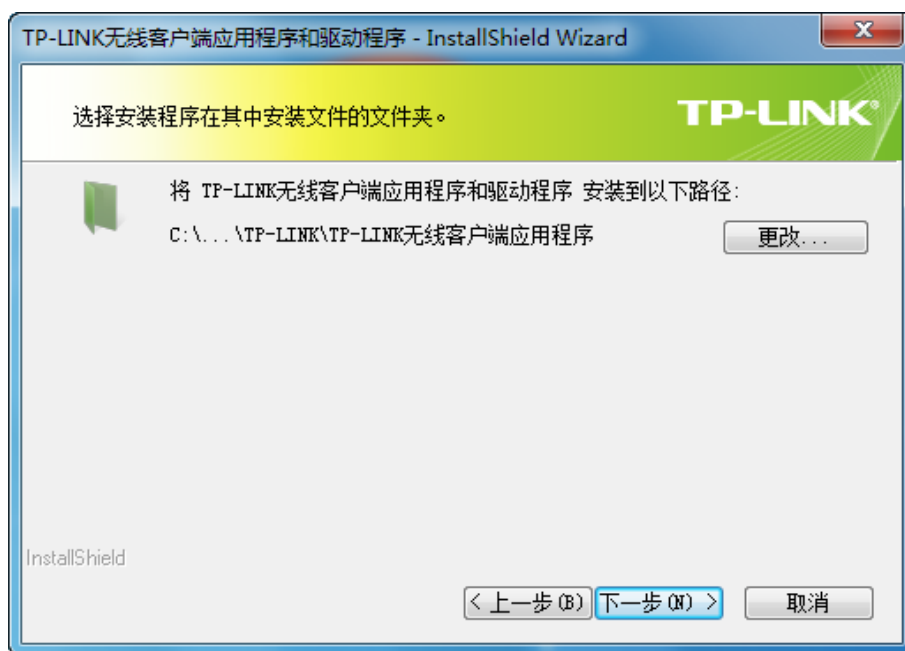 TP-LINK无线客户端应用程序和驱动程序 - InstallShield Wizard
选择安装程序在其中安装文件的文件夹。
TP-LINK®
将 TP-LINK无线客户端应用程序和驱动程序 安装到以下路径:
C:\...\TP-LINK\TP-LINK无线客户端应用程序
更改...
InstallShield
< 上一步(B) 下一步(N) > 取消